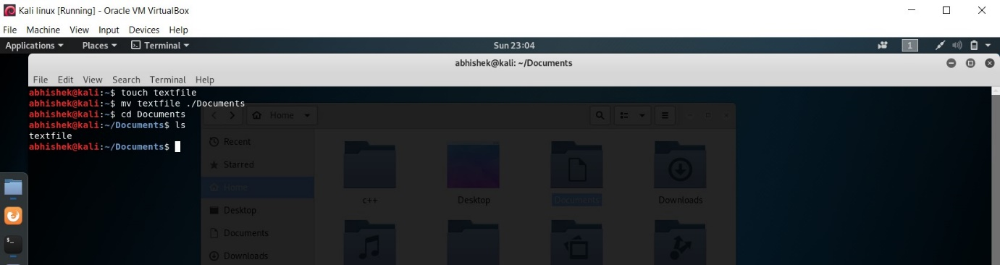 Kali linux [Running] - Oracle VM VirtualBox
File Machine View Input Devices Help
Applications Places Terminal Sun 23:04 1
abhishek@kali: ~/Documents
File Edit View Search Terminal Help
abhishek@kali:~$ touch textfile
abhishek@kali:~$ mv textfile ./Documents
abhishek@kali:~$ cd Documents
abhishek@kali:~/Documents$ ls
textfile
abhishek@kali:~/Documents$
Home
Recent
Starred
Home
Desktop
Documents
Downloads
c++ Desktop Documents Downloads
$_